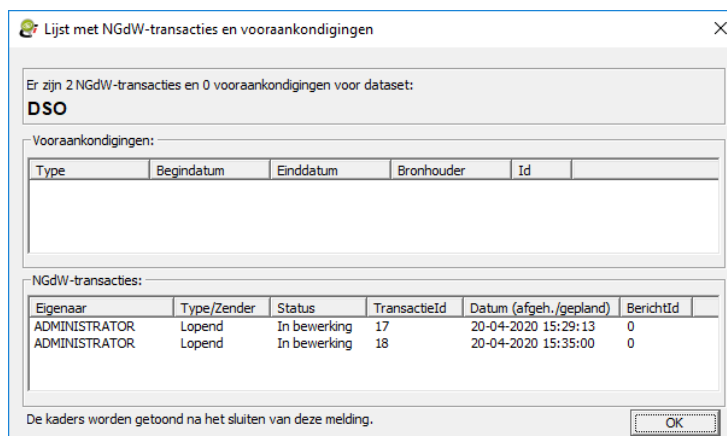 Lijst met NGdW-transacties en vooraankondigingen
Er zijn 2 NGdW-transacties en 0 vooraankondigingen voor dataset:
DSO
Vooraankondigingen:
Type Begindatum Einddatum Bronhouder Id
NGdW-transacties:
Eigenaar Type/Zender Status TransactieId Datum (afgeh./gepland) BerichtId
ADMINISTRATOR Lopend In bewerking 17 20-04-2020 15:29:13 0
ADMINISTRATOR Lopend In bewerking 18 20-04-2020 15:35:00 0
De kaders worden getoond na het sluiten van deze melding.
OK